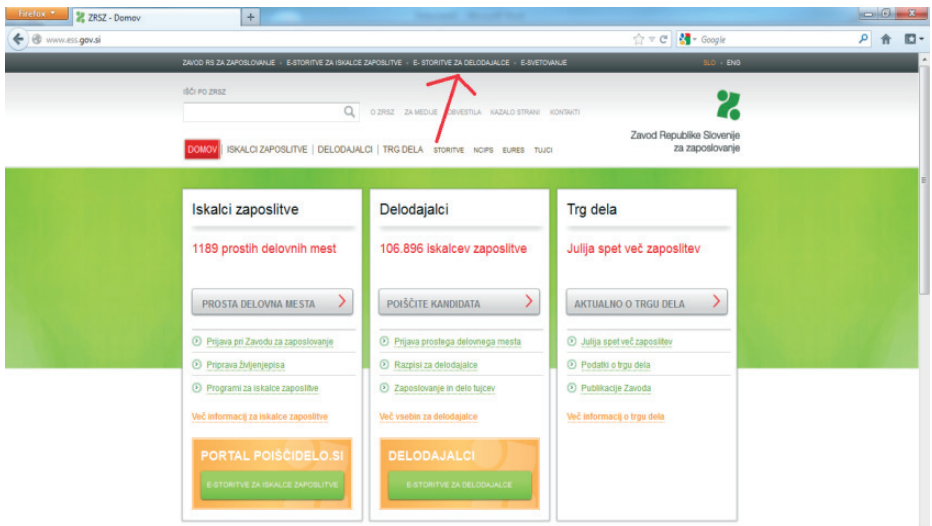 Firefox
ZRSZ - Domov
www.ess.gov.si
Google
ZAVOD RS ZA ZAPOSLOVANJE - E-STORITVE ZA ISKALCE ZAPOSLITVE - E- STORITVE ZA DELODAJALCE - E-SVETOVANJE
SLO - ENG
IŠČI PO ZRSZ
O ZRSZ ZA MEDIJE OBVESTILA KAZALO STRANI KONTAKTI
Zavod Republike Slovenije
za zaposlovanje
DOMOV ISKALCI ZAPOSLITVE | DELODAJALCI | TRG DELA STORITVE NCIPS EURES TUJCI
Iskalci zaposlitve
1189 prostih delovnih mest
PROSTA DELOVNA MESTA
Prijava pri Zavodu za zaposlovanje
Priprava življenjepisa
Programi za iskalce zaposlitve
Več informacij za iskalce zaposlitve
PORTAL POIŠČIDELO.SI
E-STORITVE ZA ISKALCE ZAPOSLITVE
Delodajalci
106.896 iskalcev zaposlitve
POIŠČITE KANDIDATA
Prijava prostega delovnega mesta
Razpisi za delodajalce
Zaposlovanje in delo tujcev
Več vsebin za delodajalce
DELODAJALCI
E-STORITVE ZA DELODAJALCE
Trg dela
Julija spet več zaposlitev
AKTUALNO O TRGU DELA
Julija spet več zaposlitev
Podatki o trgu dela
Publikacije Zavoda
Več informacij o trgu dela